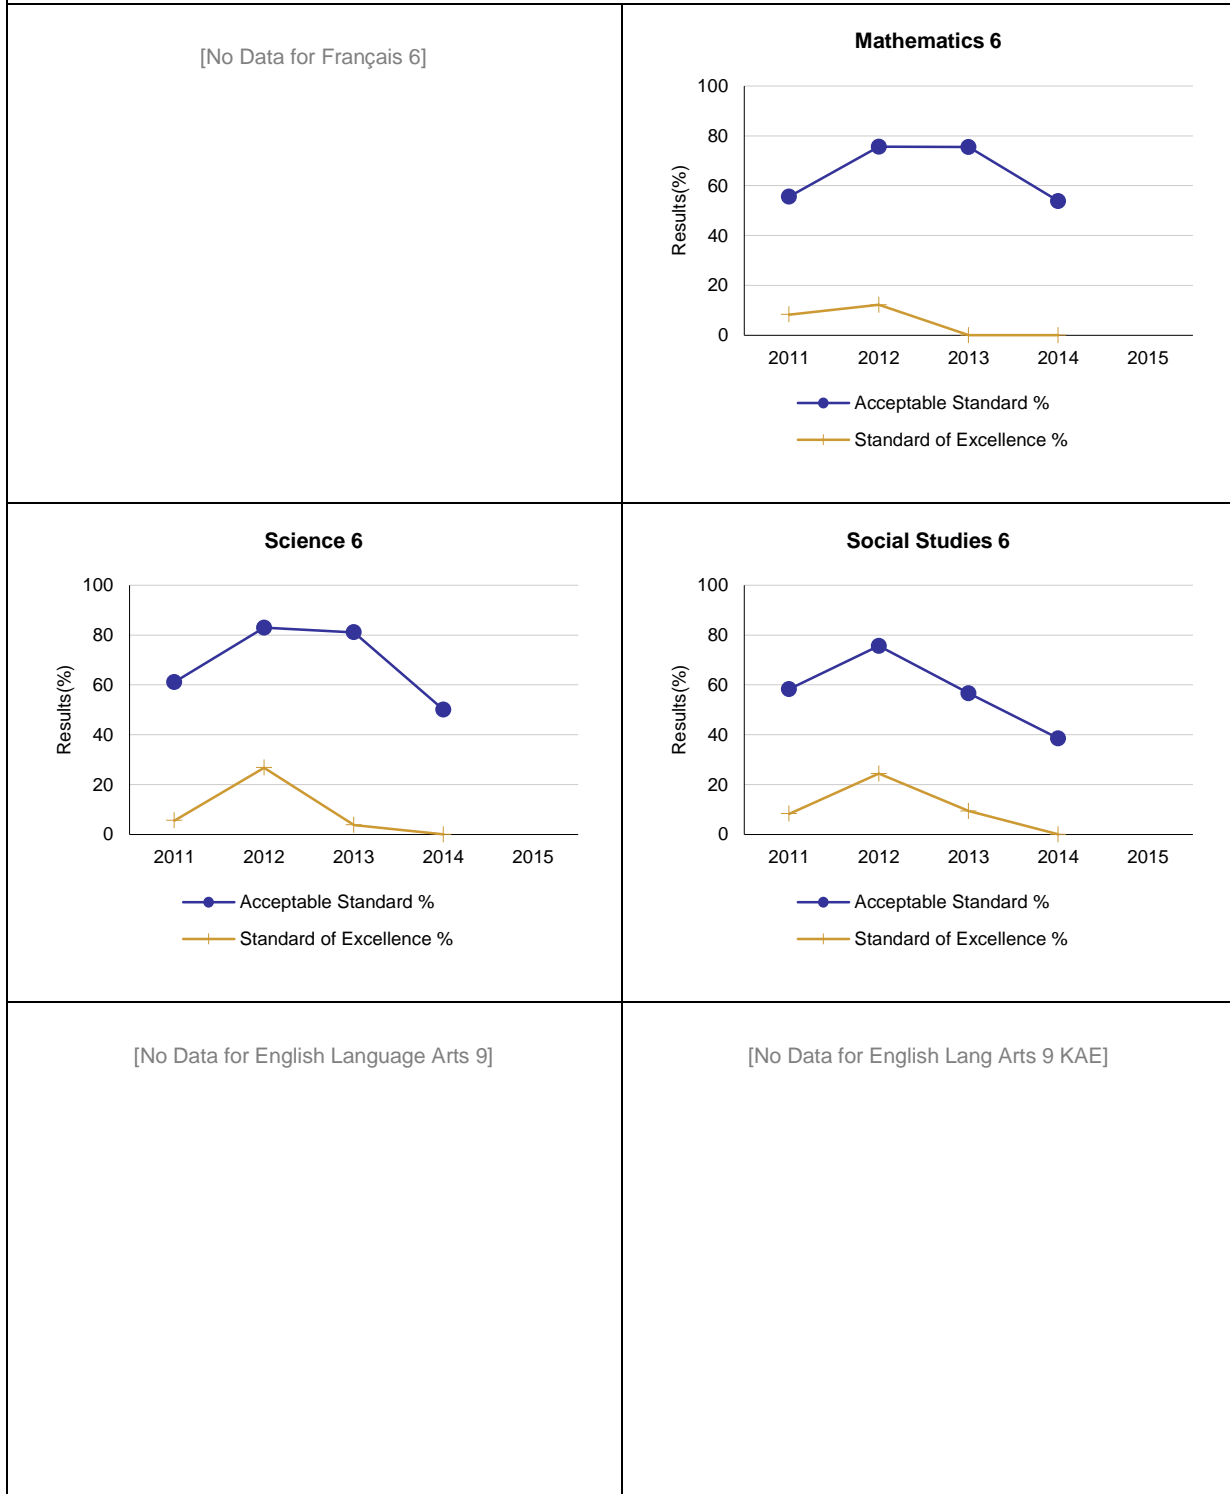 [No Data for Français 6]
Mathematics 6
100
80
60
40
20
0
Results(%)
2011 2012 2013 2014 2015
Acceptable Standard %
Standard of Excellence %
Science 6
100
80
60
40
20
0
Results(%)
2011 2012 2013 2014 2015
Acceptable Standard %
Standard of Excellence %
Social Studies 6
100
80
60
40
20
0
Results(%)
2011 2012 2013 2014 2015
Acceptable Standard %
Standard of Excellence %
[No Data for English Language Arts 9]
[No Data for English Lang Arts 9 KAE]